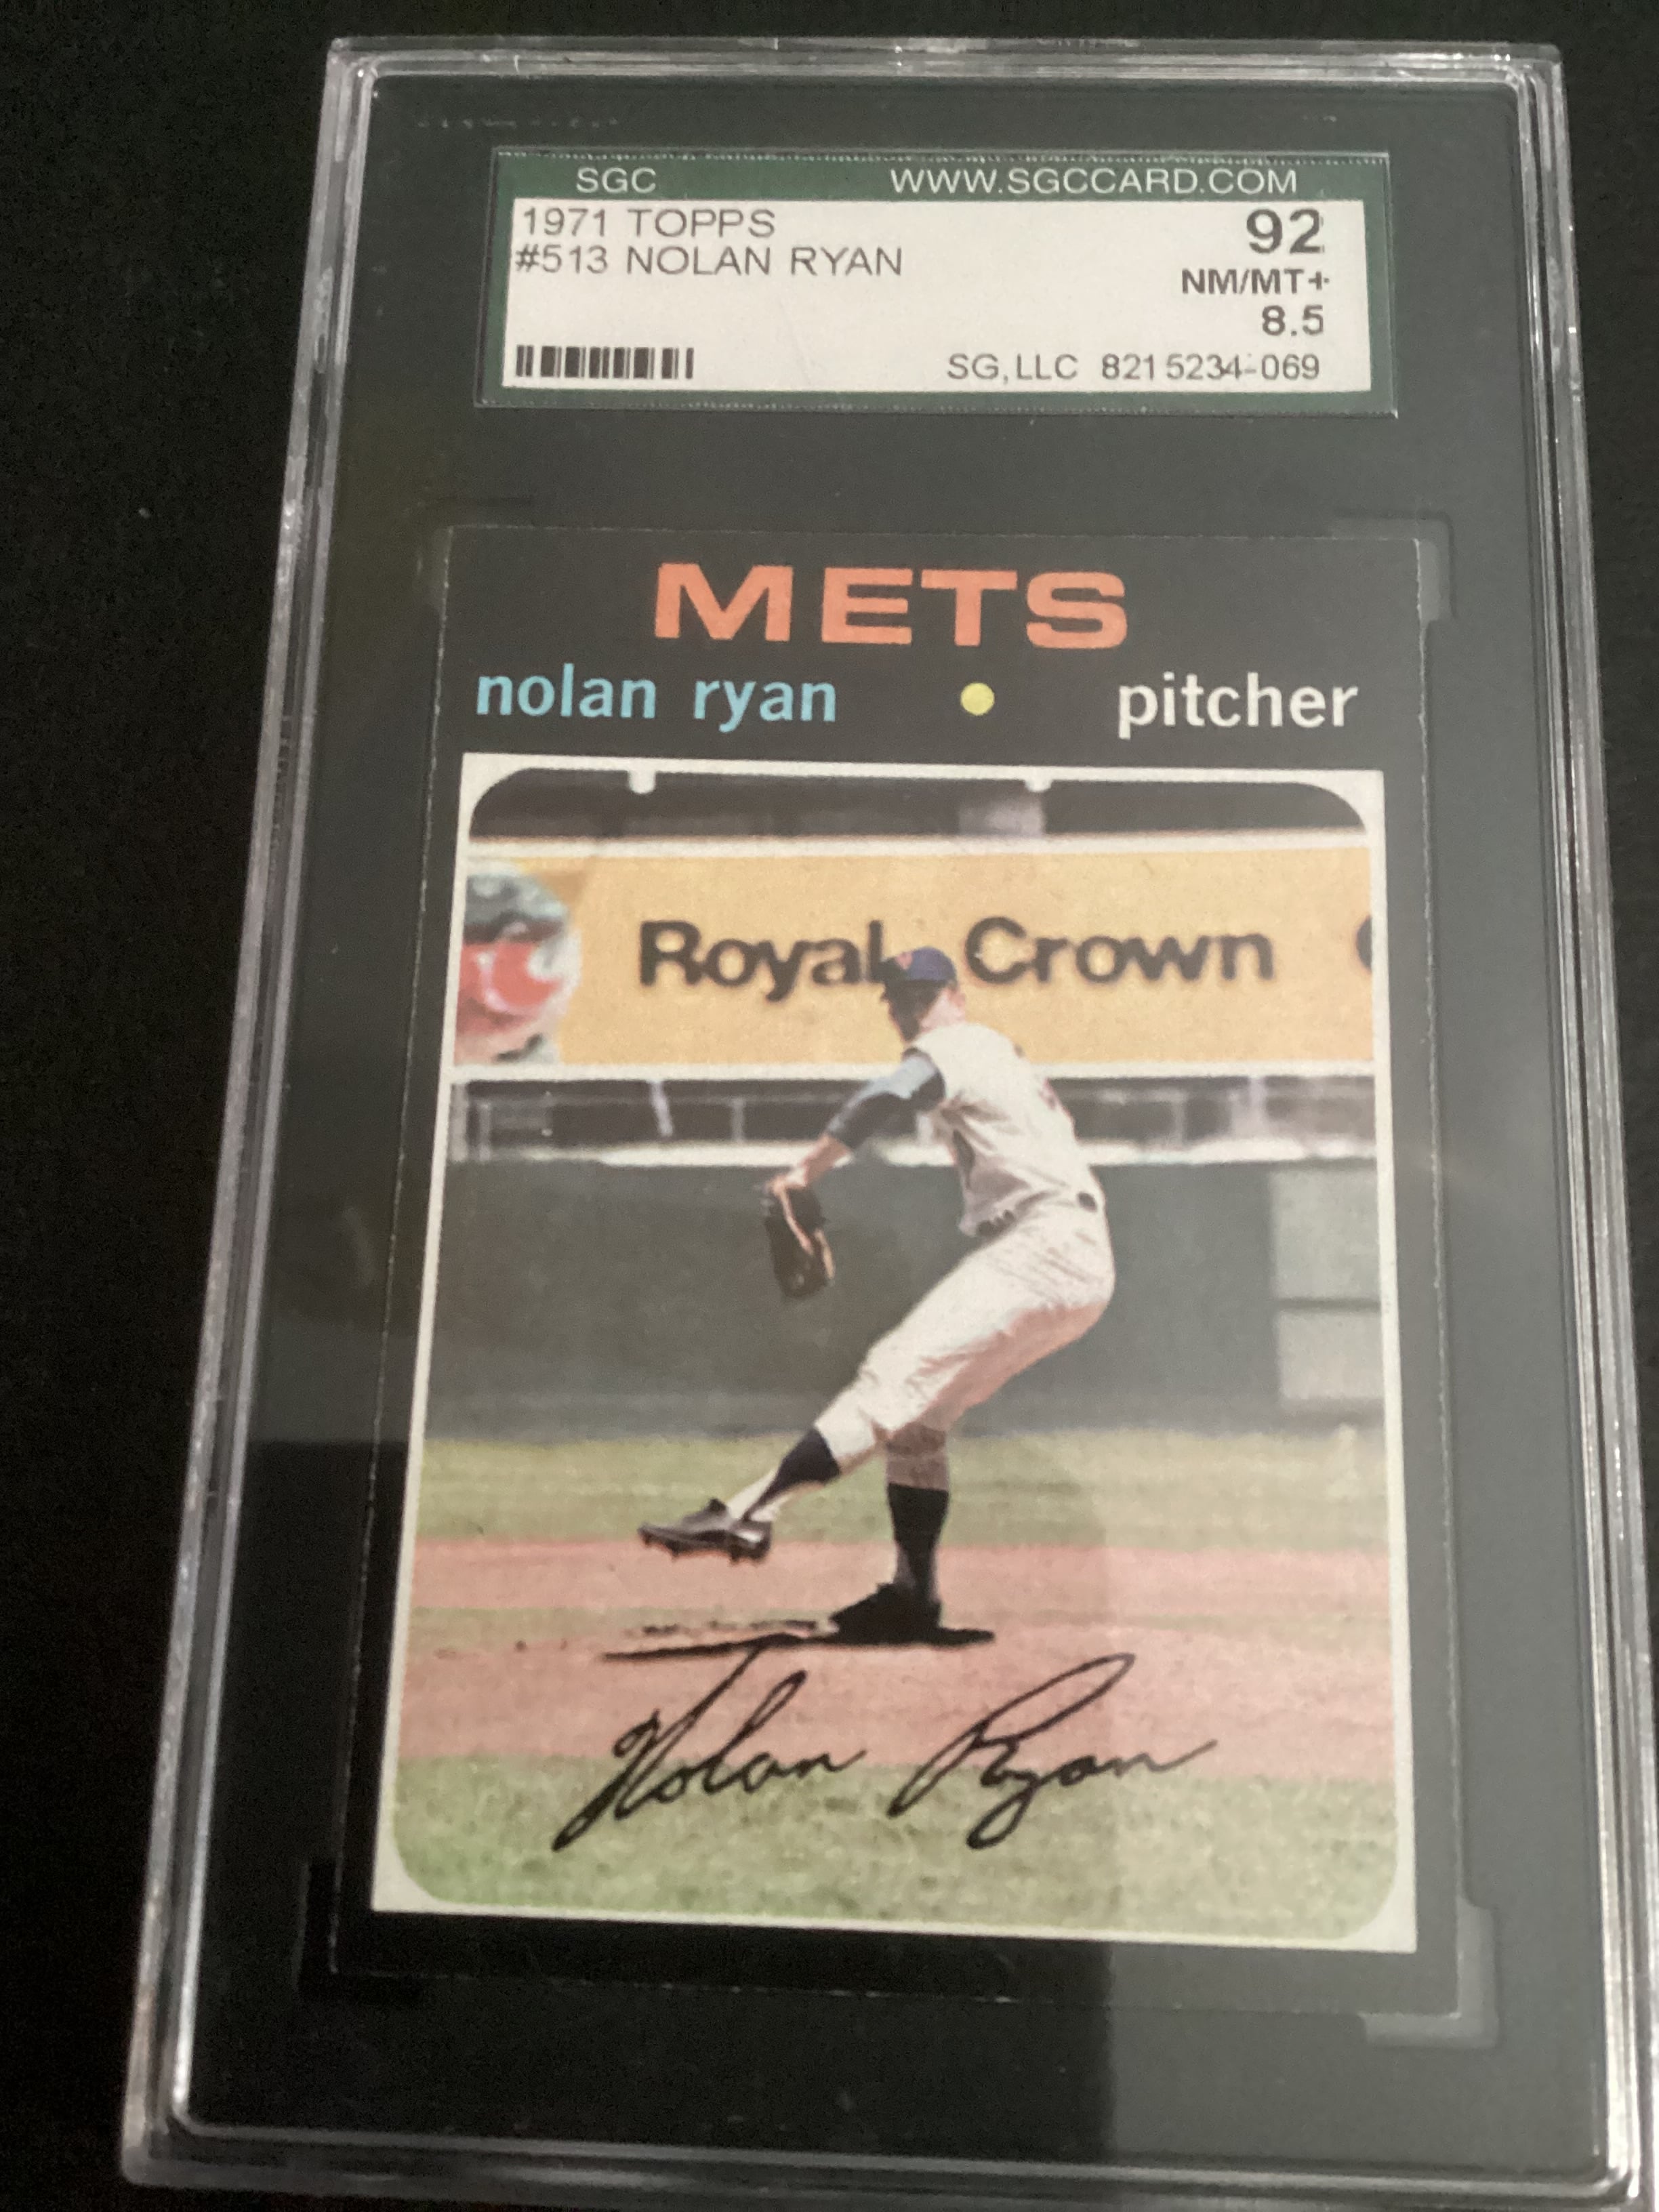 SGC WWW.SGCCARD.COM
1971 TOPPS 92
#513 NOLAN RYAN NM/MT+
8.5
SG,LLC 8215234-069
METS
nolan ryan • pitcher
Royal Crown
Nolan Ryan